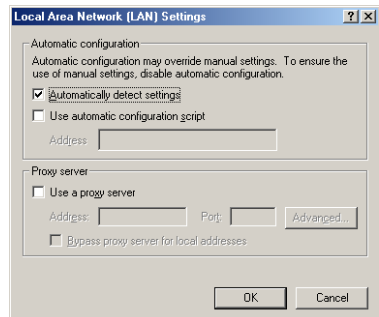 Local Area Network (LAN) Settings
Automatic configuration
Automatic configuration may override manual settings. To ensure the
use of manual settings, disable automatic configuration.
Automatically detect settings
Use automatic configuration script
Address
Proxy server
Use a proxy server
Address:
Port:
Advanced...
Bypass proxy server for local addresses
OK
Cancel